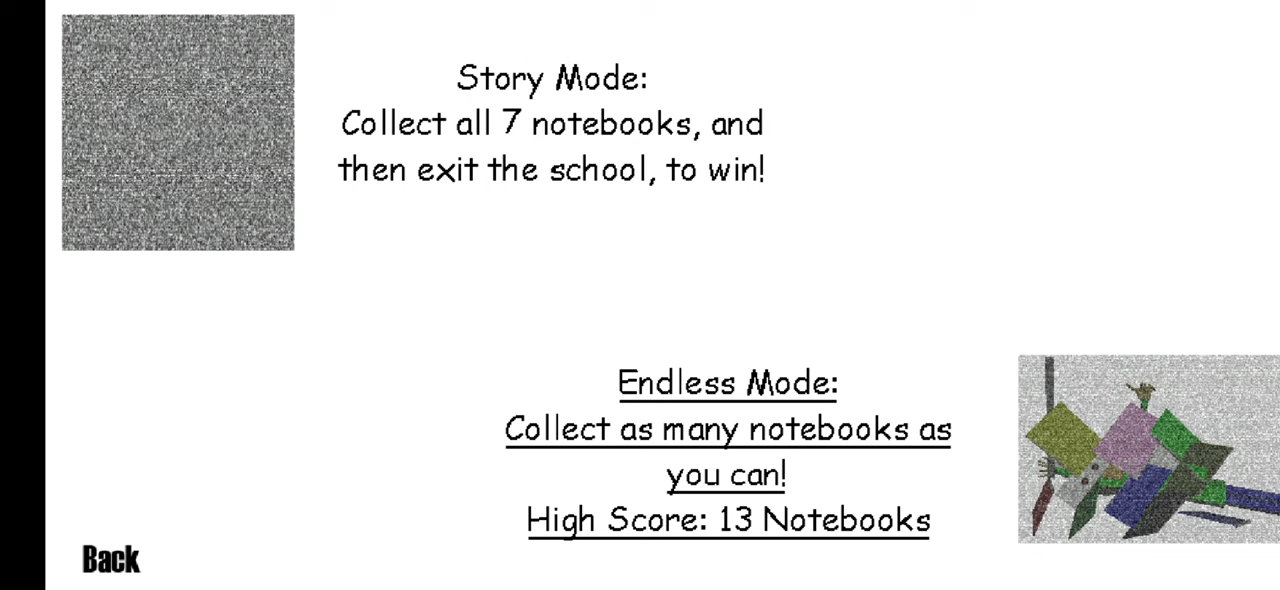 Story Mode:
Collect all 7 notebooks, and
then exit the school, to win!
Endless Mode:
Collect as many notebooks as
you can!
High Score: 13 Notebooks
Back